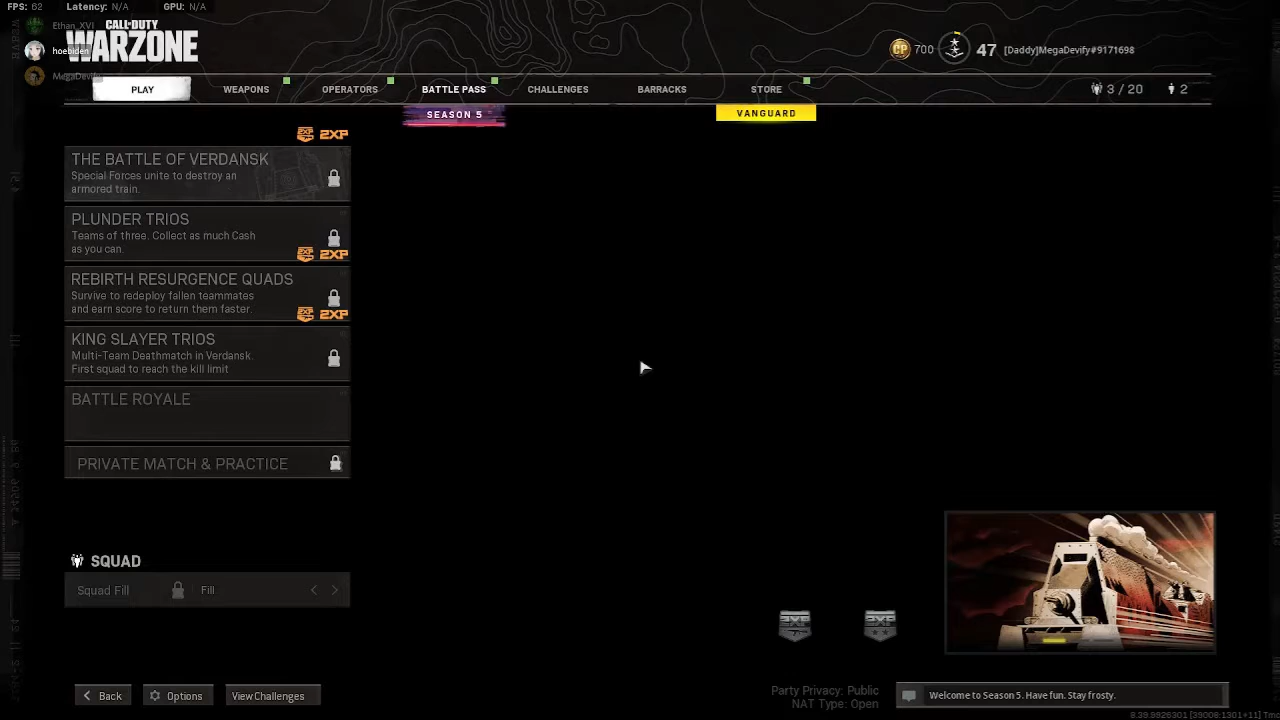 FPS: 62 Latency: N/A GPU: N/A
Ethan_XVI
hoebiden
MegaDevify
CALL OF DUTY
WARZONE
CP 700 47 [Daddy]MegaDevify#9171698
PLAY WEAPONS OPERATORS BATTLE PASS CHALLENGES BARRACKS STORE 3 / 20 2
SEASON 5 VANGUARD
2XP 2XP
THE BATTLE OF VERDANSK
Special Forces unite to destroy an
armored train.
PLUNDER TRIOS
Teams of three. Collect as much Cash
as you can.
2XP 2XP
REBIRTH RESURGENCE QUADS
Survive to redeploy fallen teammates
and earn score to return them faster.
2XP 2XP
KING SLAYER TRIOS
Multi-Team Deathmatch in Verdansk.
First squad to reach the kill limit
BATTLE ROYALE
PRIVATE MATCH & PRACTICE
SQUAD
Squad Fill Fill
2XP 2XP
Back Options View Challenges
Party Privacy: Public
NAT Type: Open
Welcome to Season 5. Have fun. Stay frosty.